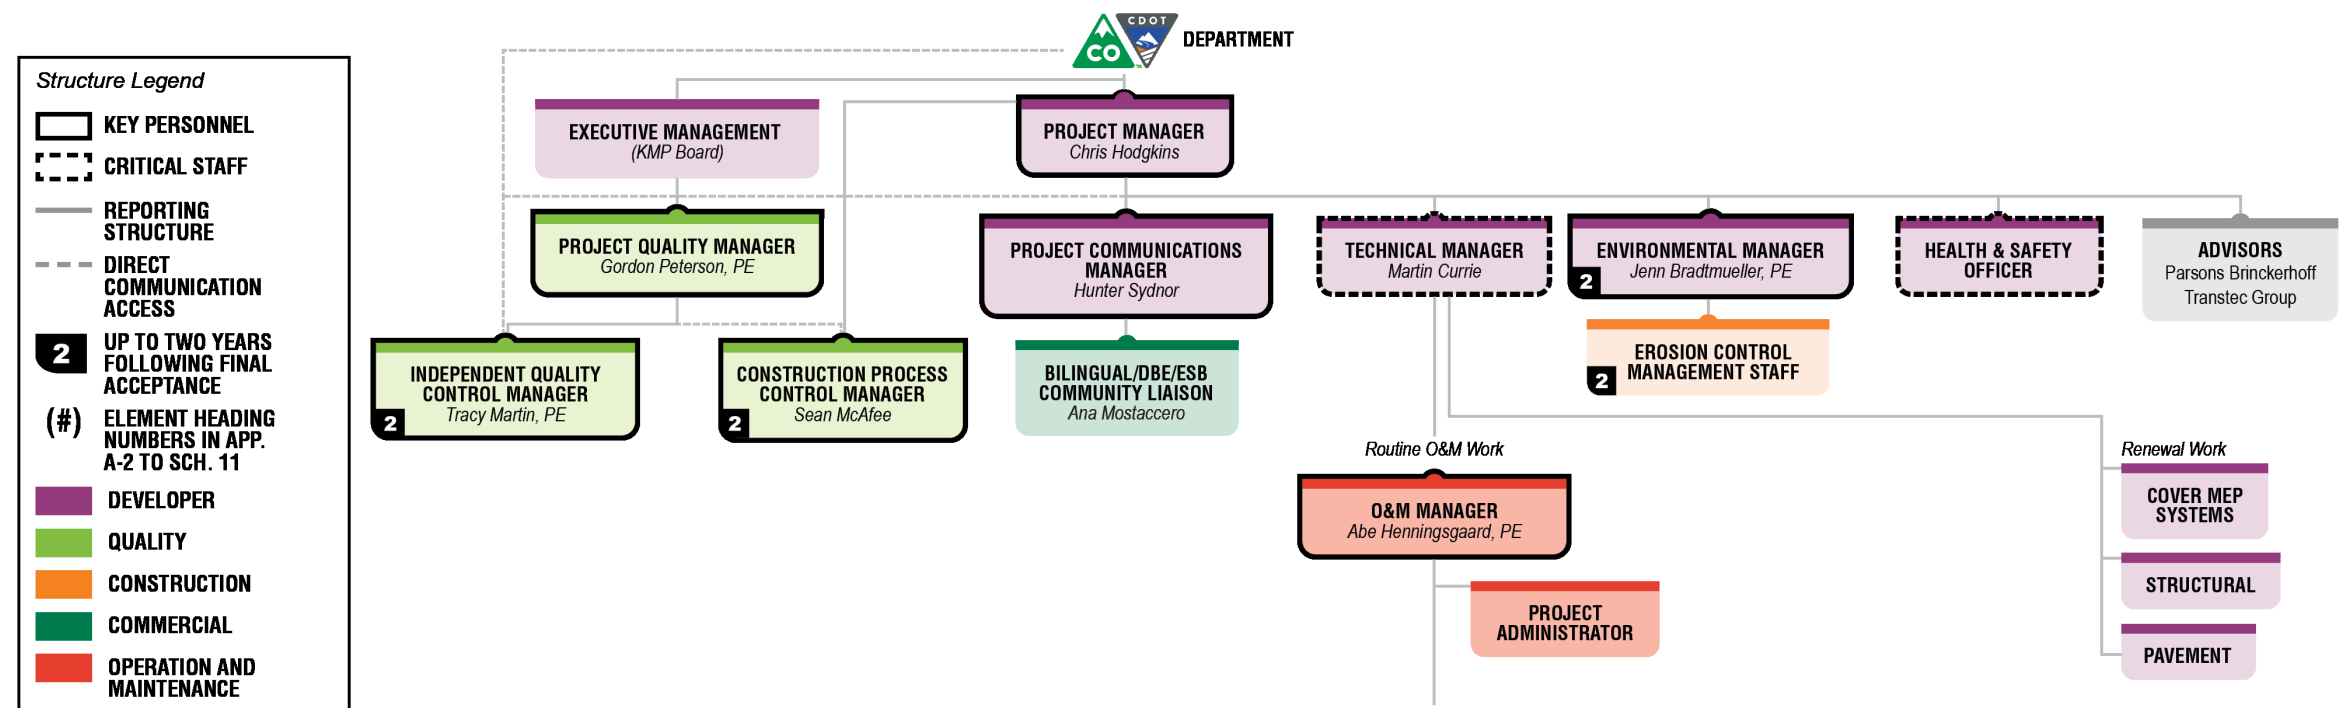 CDOT
CO
DEPARTMENT
Structure Legend
KEY PERSONNEL
CRITICAL STAFF
REPORTING
STRUCTURE
DIRECT
COMMUNICATION
ACCESS
2
UP TO TWO YEARS
FOLLOWING FINAL
ACCEPTANCE
(#)
ELEMENT HEADING
NUMBERS IN APP.
A-2 TO SCH. 11
DEVELOPER
QUALITY
CONSTRUCTION
COMMERCIAL
OPERATION AND
MAINTENANCE
EXECUTIVE MANAGEMENT
(KMP Board)
PROJECT MANAGER
Chris Hodgkins
PROJECT QUALITY MANAGER
Gordon Peterson, PE
PROJECT COMMUNICATIONS
MANAGER
Hunter Sydnor
TECHNICAL MANAGER
Martin Currie
ENVIRONMENTAL MANAGER
Jenn Bradtmueller, PE
2
HEALTH & SAFETY
OFFICER
ADVISORS
Parsons Brinckerhoff
Transtec Group
INDEPENDENT QUALITY
CONTROL MANAGER
Tracy Martin, PE
2
CONSTRUCTION PROCESS
CONTROL MANAGER
Sean McAfee
2
BILINGUAL/DBE/ESB
COMMUNITY LIAISON
Ana Mostaccero
EROSION CONTROL
MANAGEMENT STAFF
2
Routine O&M Work
O&M MANAGER
Abe Henningsgaard, PE
PROJECT
ADMINISTRATOR
Renewal Work
COVER MEP
SYSTEMS
STRUCTURAL
PAVEMENT